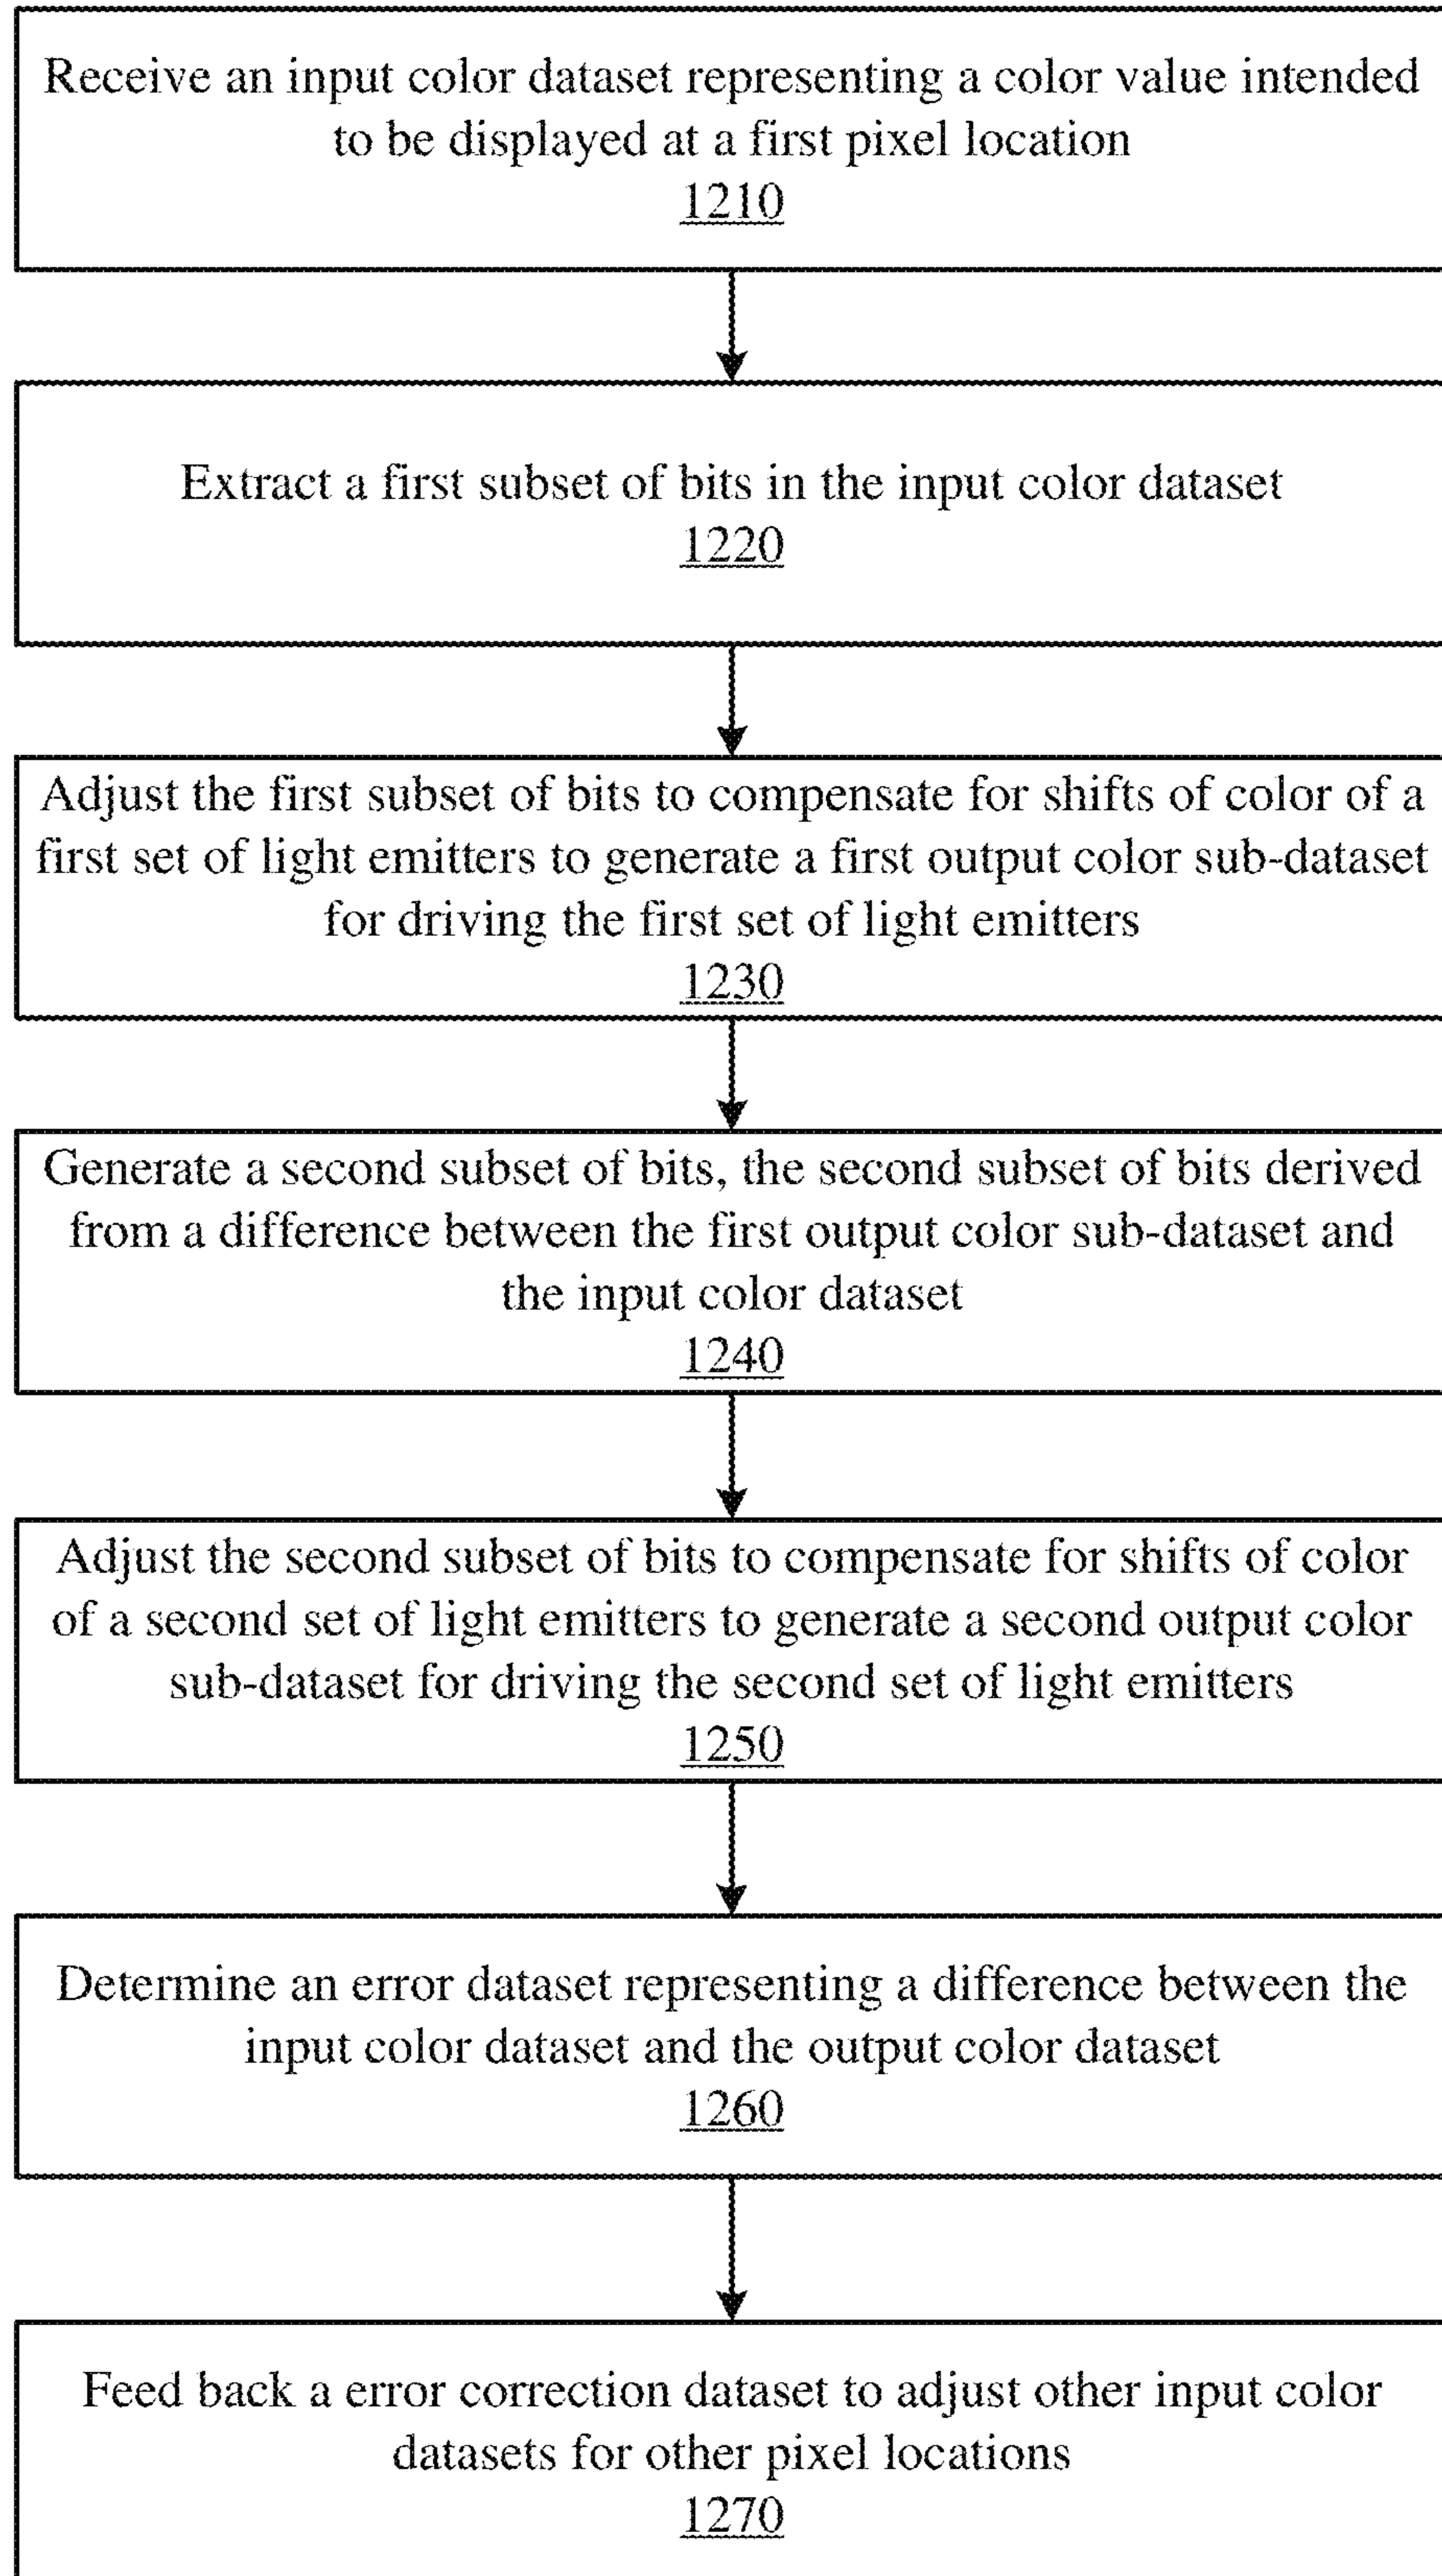 Receive an input color dataset representing a color value intended
to be displayed at a first pixel location
1210
Extract a first subset of bits in the input color dataset
1220
Adjust the first subset of bits to compensate for shifts of color of a
first set of light emitters to generate a first output color sub-dataset
for driving the first set of light emitters
1230
Generate a second subset of bits, the second subset of bits derived
from a difference between the first output color sub-dataset and
the input color dataset
1240
Adjust the second subset of bits to compensate for shifts of color
of a second set of light emitters to generate a second output color
sub-dataset for driving the second set of light emitters
1250
Determine an error dataset representing a difference between the
input color dataset and the output color dataset
1260
Feed back a error correction dataset to adjust other input color
datasets for other pixel locations
1270